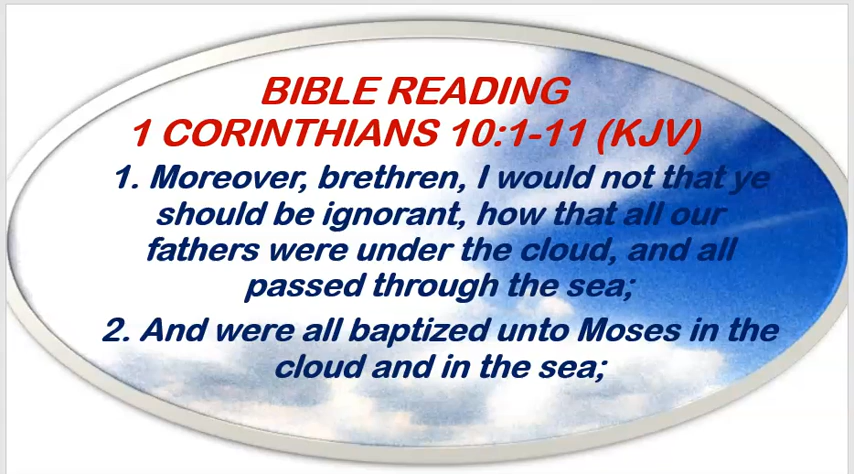 BIBLE READING
1 CORINTHIANS 10:1-11 (KJV)
1. Moreover, brethren, I would not that ye
should be ignorant, how that all our
fathers were under the cloud, and all
passed through the sea;
2. And were all baptized unto Moses in the
cloud and in the sea;